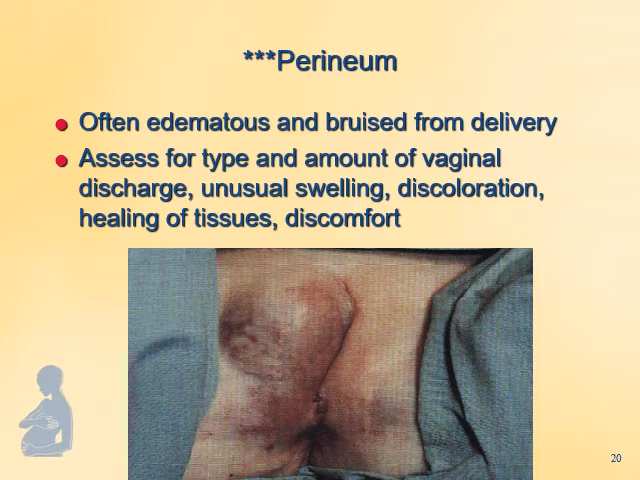 ***Perineum
Often edematous and bruised from delivery
Assess for type and amount of vaginal
discharge, unusual swelling, discoloration,
healing of tissues, discomfort
20